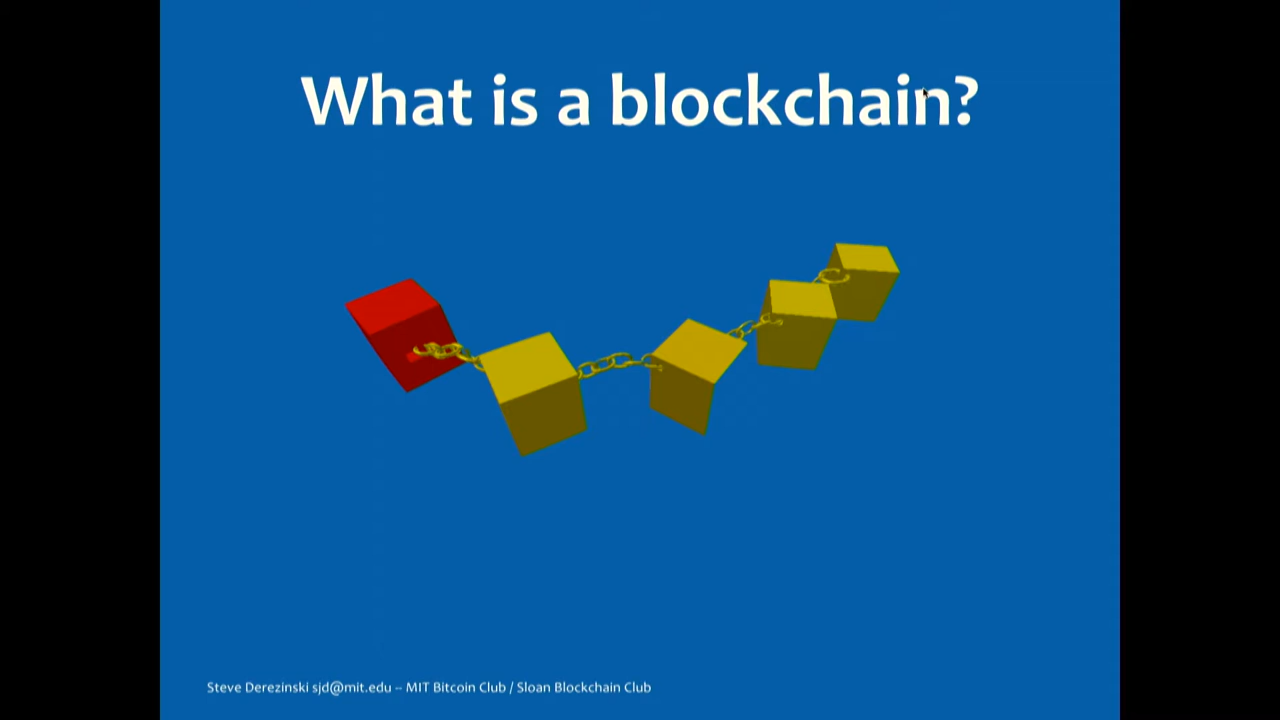 What is a blockchain?
Steve Derezinski sjd@mit.edu – MIT Bitcoin Club / Sloan Blockchain Club